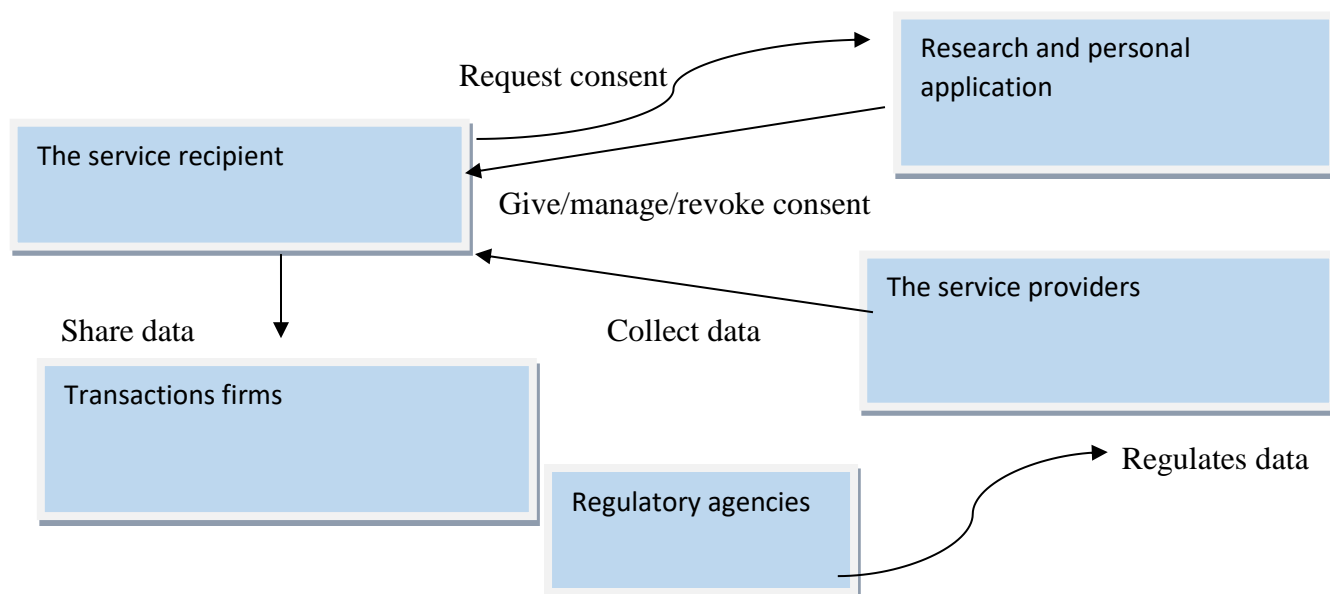 Research and personal
application
Request consent
The service recipient
Give/manage/revoke consent
The service providers
Share data
Collect data
Transactions firms
Regulates data
Regulatory agencies